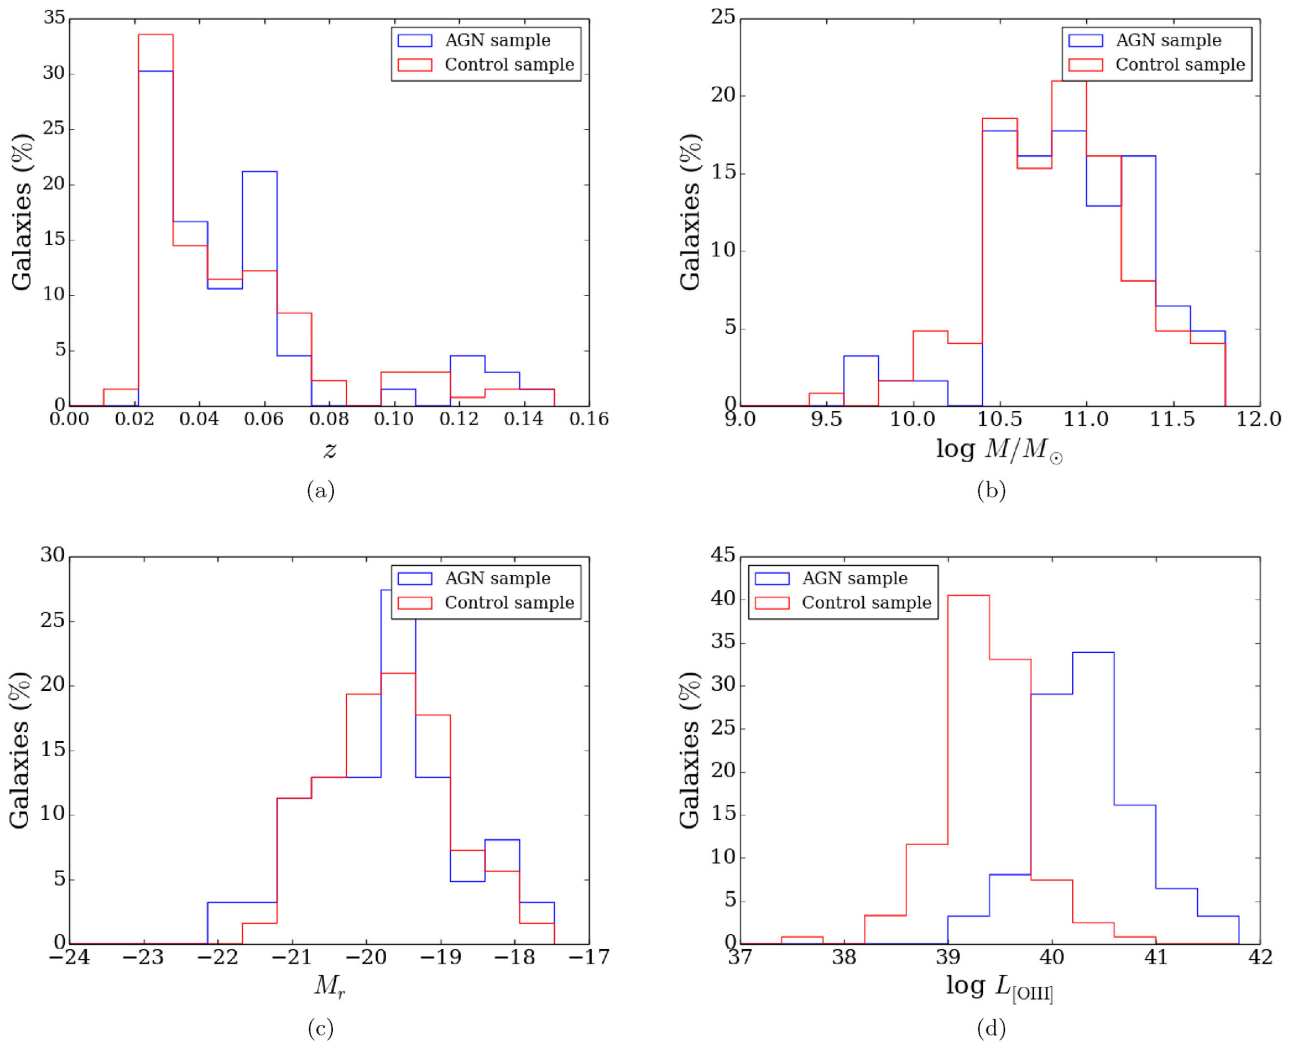 35
30
25
20
15
10
5
0
Galaxies (%)
AGN sample
Control sample
0.00 0.02 0.04 0.06 0.08 0.10 0.12 0.14 0.16
z
(a)
25
20
15
10
5
0
Galaxies (%)
AGN sample
Control sample
9.0 9.5 10.0 10.5 11.0 11.5 12.0
log M/M⊙
(b)
30
25
20
15
10
5
0
Galaxies (%)
AGN sample
Control sample
−24 −23 −22 −21 −20 −19 −18 −17
M_r
(c)
45
40
35
30
25
20
15
10
5
0
Galaxies (%)
AGN sample
Control sample
37 38 39 40 41 42
log L_[OIII]
(d)